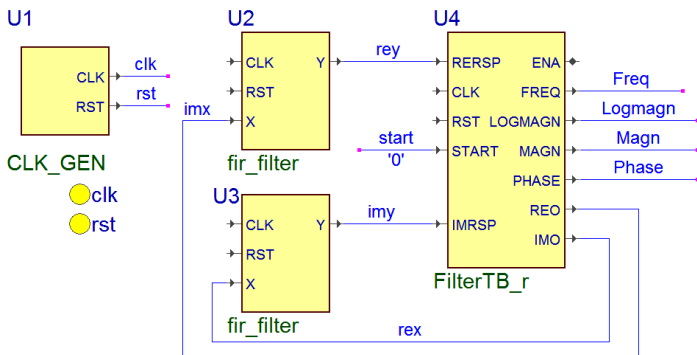 U1
CLK
RST
clk
rst
CLK_GEN
clk
rst
U2
CLK
RST
X
Y
fir_filter
imx
rey
U3
CLK
RST
X
Y
fir_filter
imy
rex
start
'0'
U4
RERSP
CLK
RST
START
IMRSP
ENA
FREQ
LOGMAGN
MAGN
PHASE
REO
IMO
FilterTB_r
Freq
Logmagn
Magn
Phase